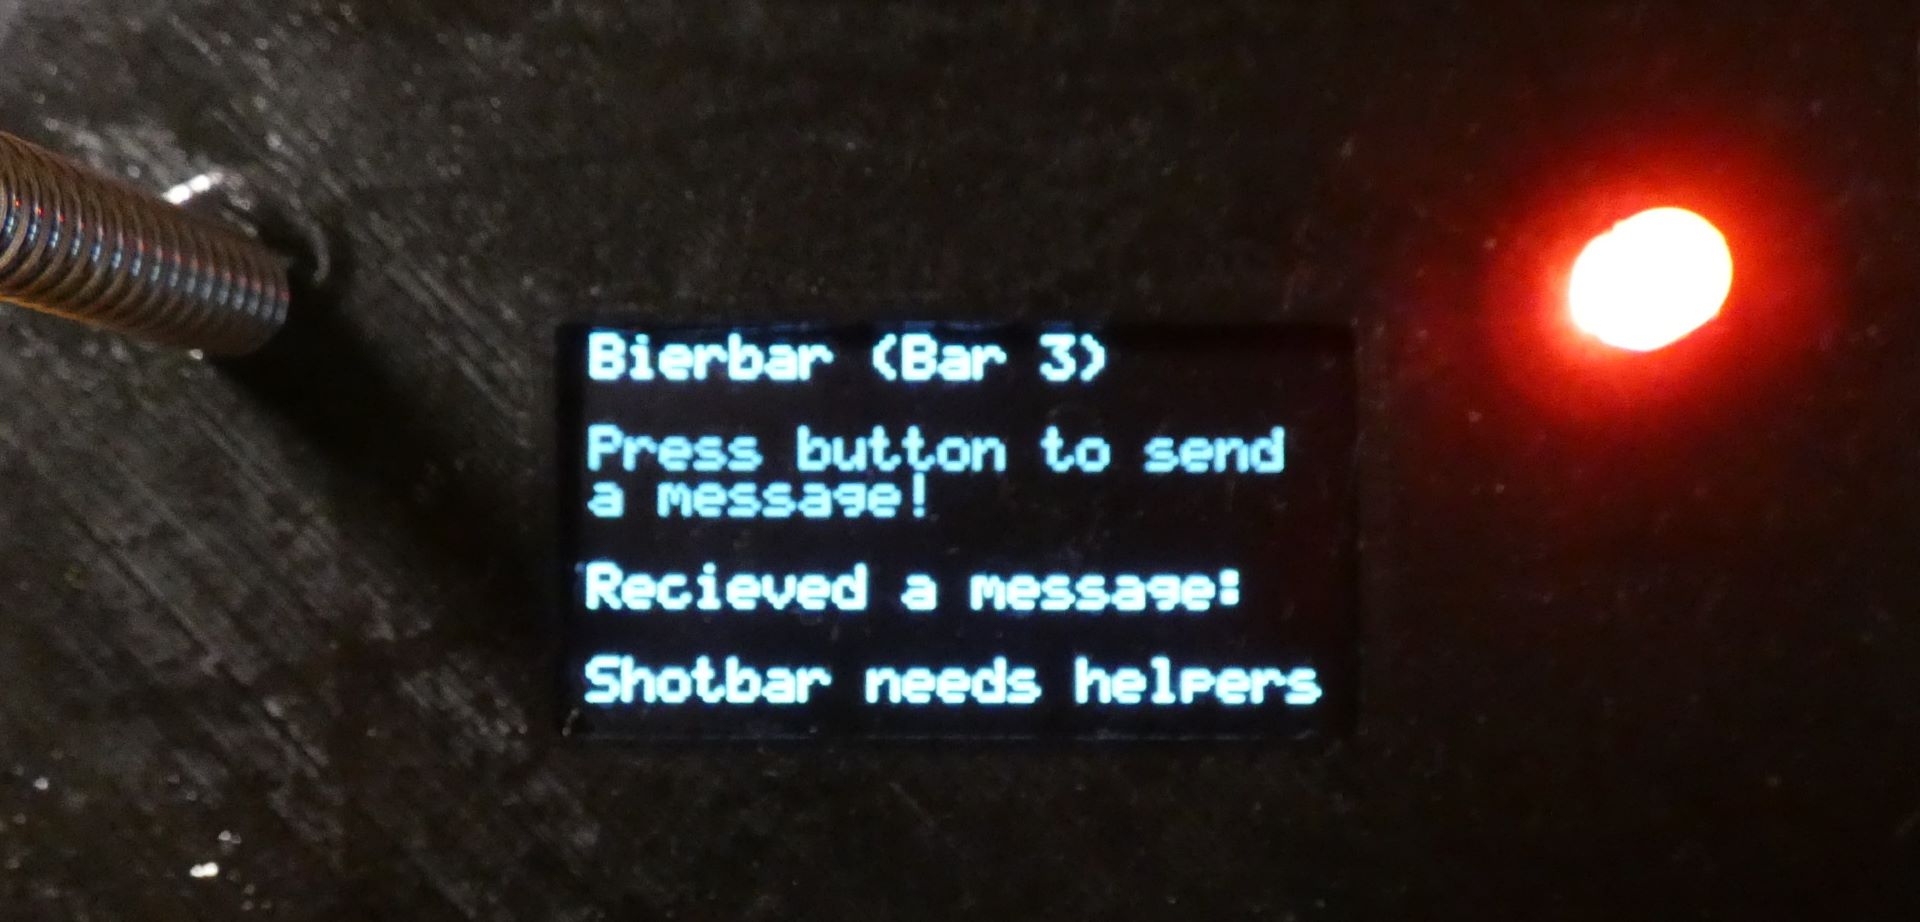 Bierbar (Bar 3)
Press button to send
a message!
Recieved a message:
Shotbar needs helpers